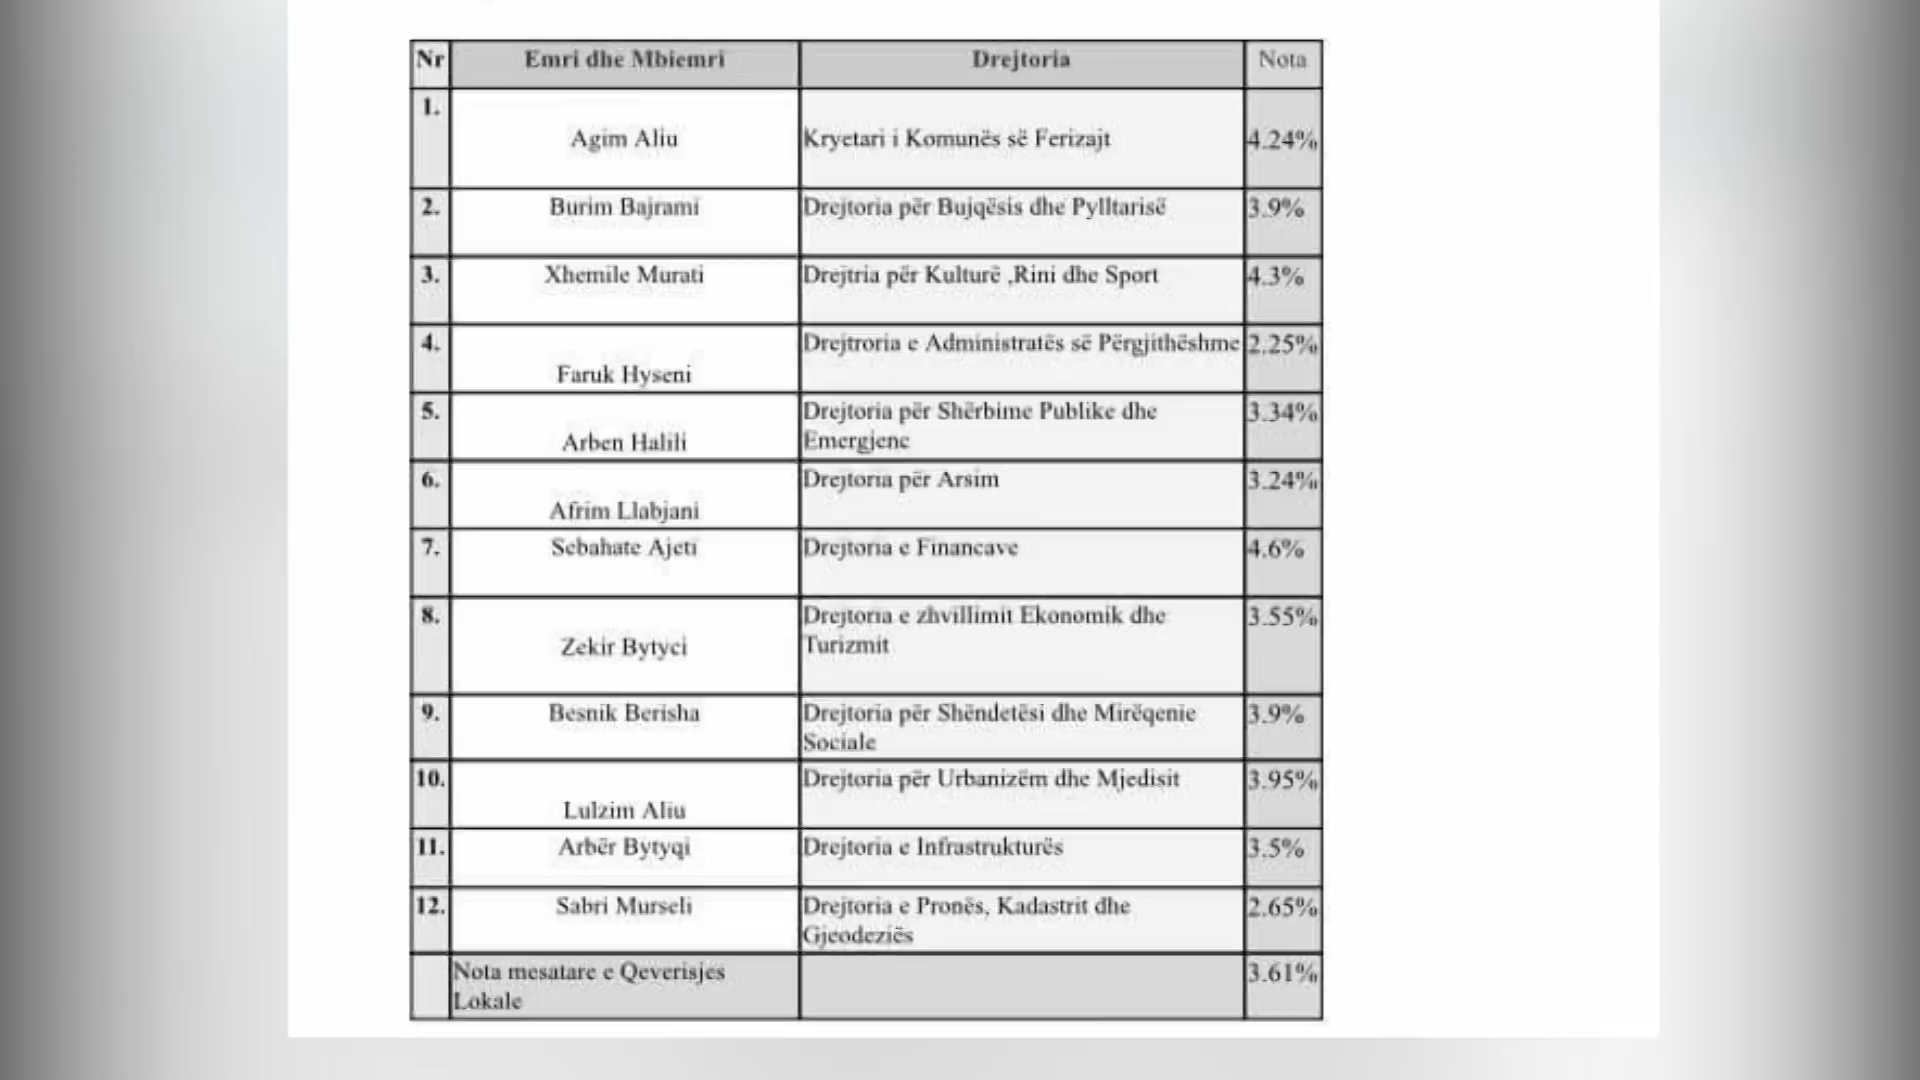 Nr Emri dhe Mbiemri Drejtoria Nota
1. Agim Aliu Kryetari i Komunës së Ferizajt 4.24%
2. Burim Bajrami Drejtoria për Bujqësis dhe Pylltarisë 3.9%
3. Xhemile Murati Drejtria për Kulturë ,Rini dhe Sport 4.3%
4. Faruk Hyseni Drejtroria e Administratës së Përgjithëshme 2.25%
5. Arben Halili Drejtoria për Shërbime Publike dhe
Emergjenc 3.34%
6. Afrim Llabjani Drejtoria për Arsim 3.24%
7. Sebahate Ajeti Drejtoria e Financave 4.6%
8. Zekir Bytyci Drejtoria e zhvillimit Ekonomik dhe
Turizmit 3.55%
9. Besnik Berisha Drejtoria për Shëndetësi dhe Mirëqenie
Sociale 3.9%
10. Lulzim Aliu Drejtoria për Urbanizëm dhe Mjedisit 3.95%
11. Arbër Bytyqi Drejtoria e Infrastrukturës 3.5%
12. Sabri Murseli Drejtoria e Pronës, Kadastrit dhe
Gjeodeziës 2.65%
Nota mesatare e Qeverisjes
Lokale 3.61%